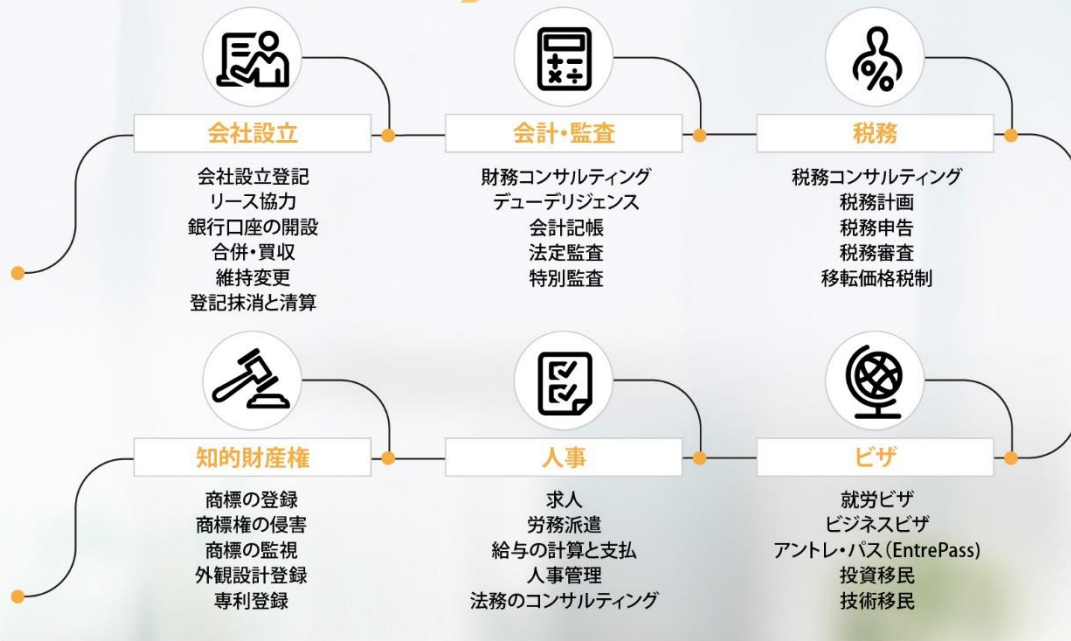 会社設立
会社設立登記
リース協力
銀行口座の開設
合併・買収
維持変更
登記抹消と清算
会計・監査
財務コンサルティング
デューデリジェンス
会計記帳
法定監査
特別監査
税務
税務コンサルティング
税務計画
税務申告
税務審査
移転価格税制
知的財産権
商標の登録
商標権の侵害
商標の監視
外観設計登録
専利登録
人事
求人
労務派遣
給与の計算と支払
人事管理
法務のコンサルティング
ビザ
就労ビザ
ビジネスビザ
アントレ・パス(EntrePass)
投資移民
技術移民